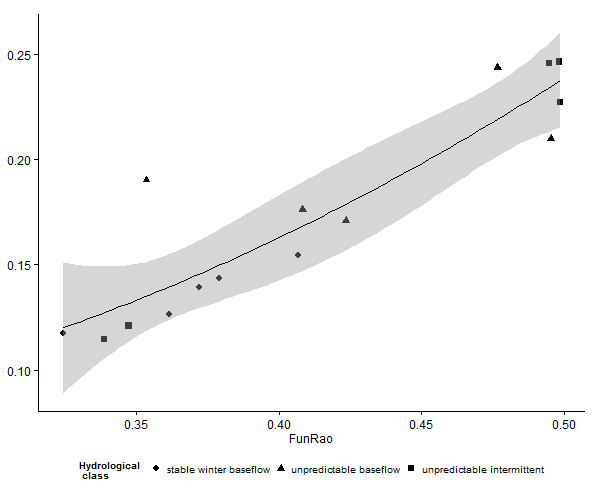 0.25
0.20
0.15
0.10
0.35 0.40 0.45 0.50
FunRao
Hydrological
class
stable winter baseflow unpredictable baseflow unpredictable intermittent